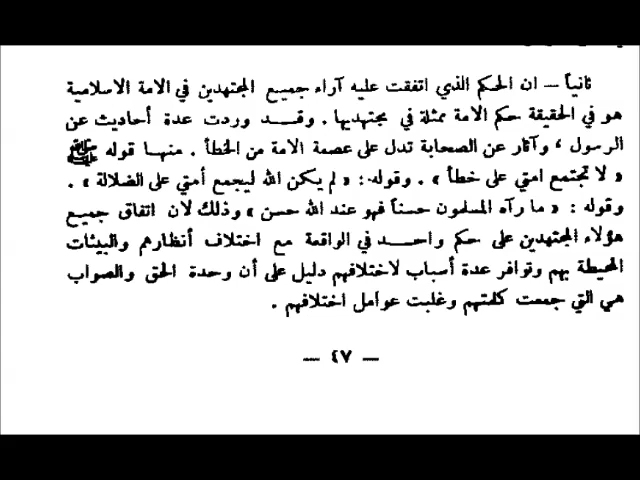 ثانياً — ان الحكم الذي اتفقت عليه آراء جميع المجتهدين في الامة الاسلامية
هو في الحقيقة حكم الامة ممثلة في مجتهديها . وقـــد وردت عدة أحاديث عن
الرسول ، وآثار عن الصحابة تدل على عصمة الامة من الخطأ . منهـا قوله ﷺ
« لا تجتمع امتي على خطأ » . وقوله : « لم يكن الله ليجمع أمتي على الضلالة » .
وقوله : « ما رآه المسلمون حسناً فهو عند الله حسن » وذلك لان اتفاق جميع
هؤلاء المجتهدين على حكم واحـــد في الواقعة مع اختلاف أنظارهم والبيئات
المحيطة بهم وتوافر عدة أسباب لاختلافهم دليل على أن وحدة الحق والصواب
هي التي جمعت كلمتهم وغلبت عوامل اختلافهم .
— ٤٧ —